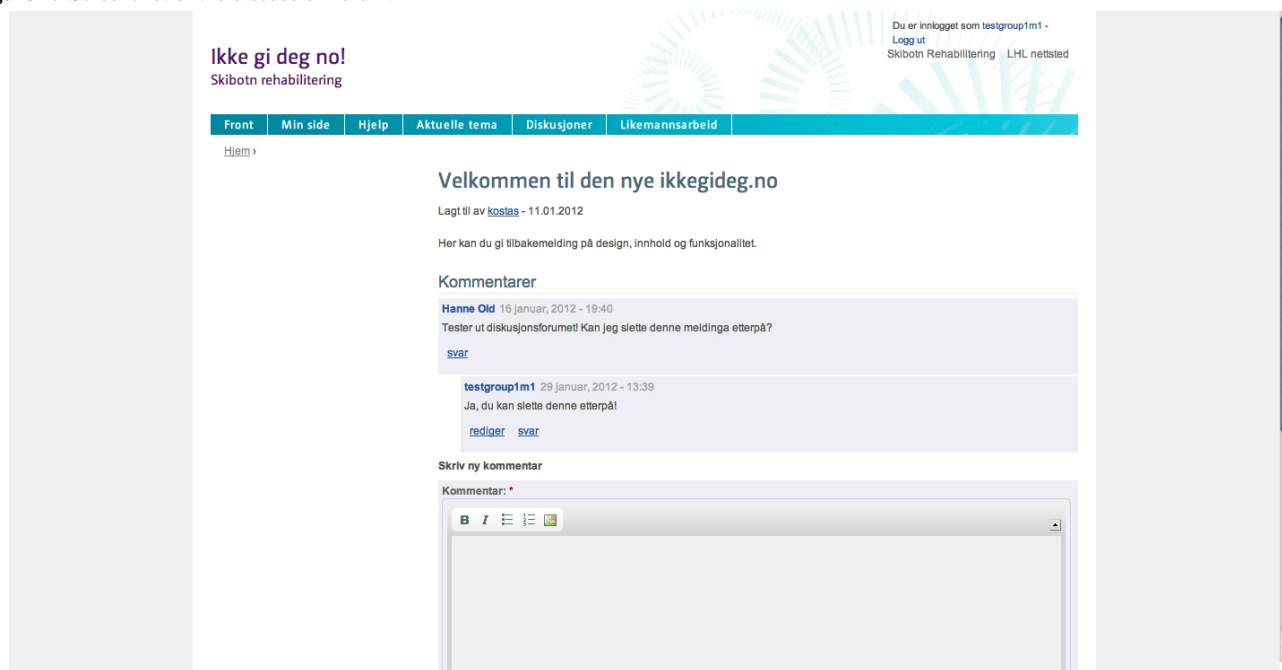 Du er innlogget som testgroup1m1 -
Logg ut
Skibotn Rehabilitering LHL nettsted
Ikke gi deg no!
Skibotn rehabilitering
Front Min side Hjelp Aktuelle tema Diskusjoner Likemannsarbeid
Hjem ›
Velkommen til den nye ikkegideg.no
Lagt til av kostas - 11.01.2012
Her kan du gi tilbakemelding på design, innhold og funksjonalitet.
Kommentarer
Hanne Old 16 januar, 2012 - 19:40
Tester ut diskusjonsforumet! Kan jeg slette denne meldinga etterpå?
svar
testgroup1m1 29 januar, 2012 - 13:39
Ja, du kan slette denne etterpå!
rediger svar
Skriv ny kommentar
Kommentar: *
B I